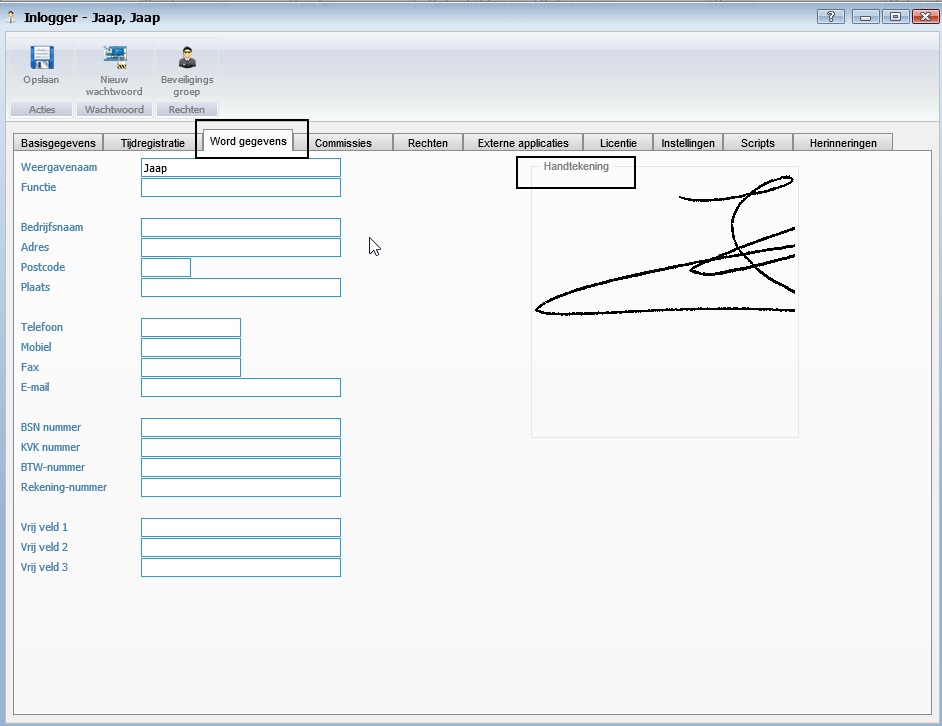 Inlogger - Jaap, Jaap
?
Opslaan
Nieuw
wachtwoord
Beveiligings
groep
Acties
Wachtwoord
Rechten
Basisgegevens
Tijdregistratie
Word gegevens
Commissies
Rechten
Externe applicaties
Licentie
Instellingen
Scripts
Herinneringen
Weergavenaam
Jaap
Functie
Bedrijfsnaam
Adres
Postcode
Plaats
Telefoon
Mobiel
Fax
E-mail
BSN nummer
KVK nummer
BTW-nummer
Rekening-nummer
Vrij veld 1
Vrij veld 2
Vrij veld 3
Handtekening